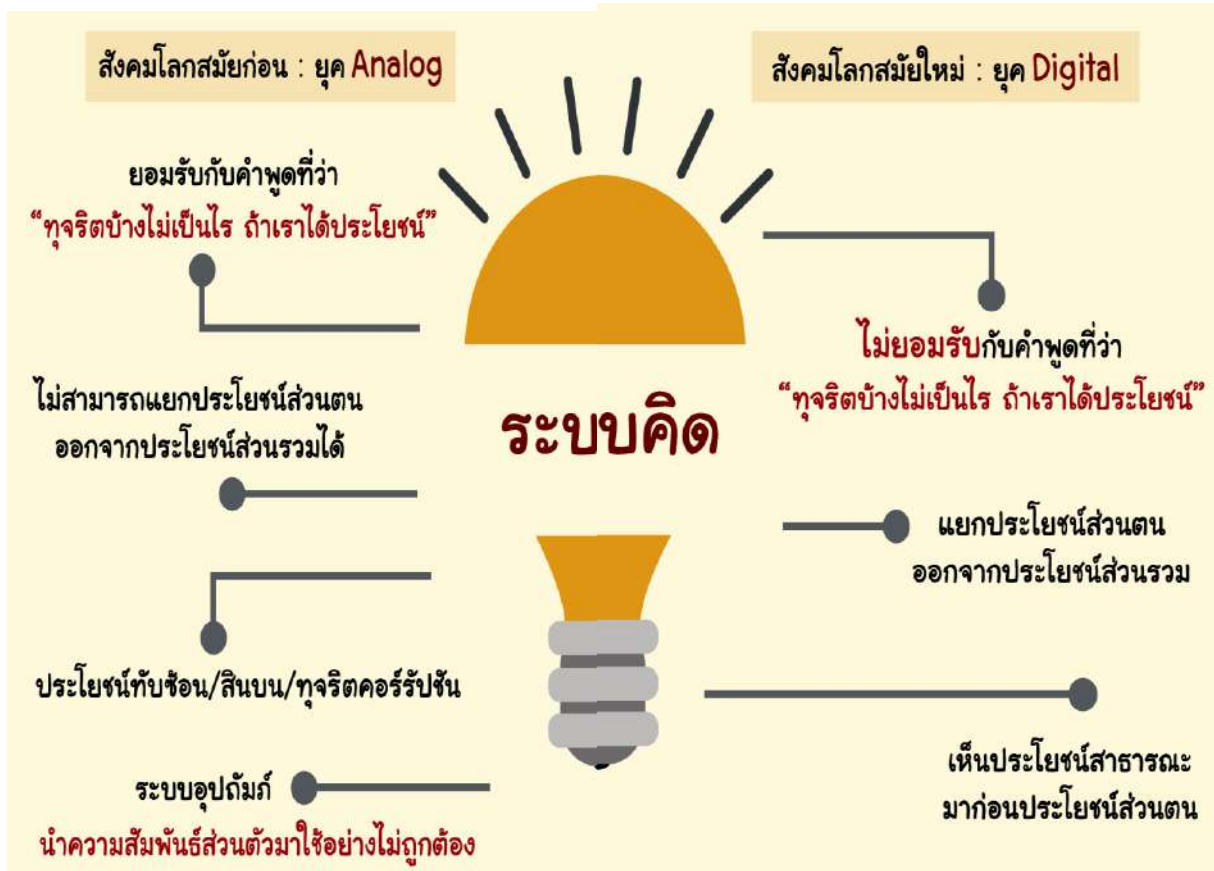 สังคมโลกสมัยก่อน : ยุค Analog
ยอมรับกับคำพูดที่ว่า
“ทุจริตบ้างไม่เป็นไร ถ้าเราได้ประโยชน์”
ไม่สามารถแยกประโยชน์ส่วนตน
ออกจากประโยชน์ส่วนรวมได้
ประโยชน์ทับซ้อน/สินบน/ทุจริตคอร์รัปชัน
ระบบอุปถัมภ์
นำความสัมพันธ์ส่วนตัวมาใช้อย่างไม่ถูกต้อง
ระบบคิด
สังคมโลกสมัยใหม่ : ยุค Digital
ไม่ยอมรับกับคำพูดที่ว่า
“ทุจริตบ้างไม่เป็นไร ถ้าเราได้ประโยชน์”
แยกประโยชน์ส่วนตน
ออกจากประโยชน์ส่วนรวม
เห็นประโยชน์สาธารณะ
มาก่อนประโยชน์ส่วนตน